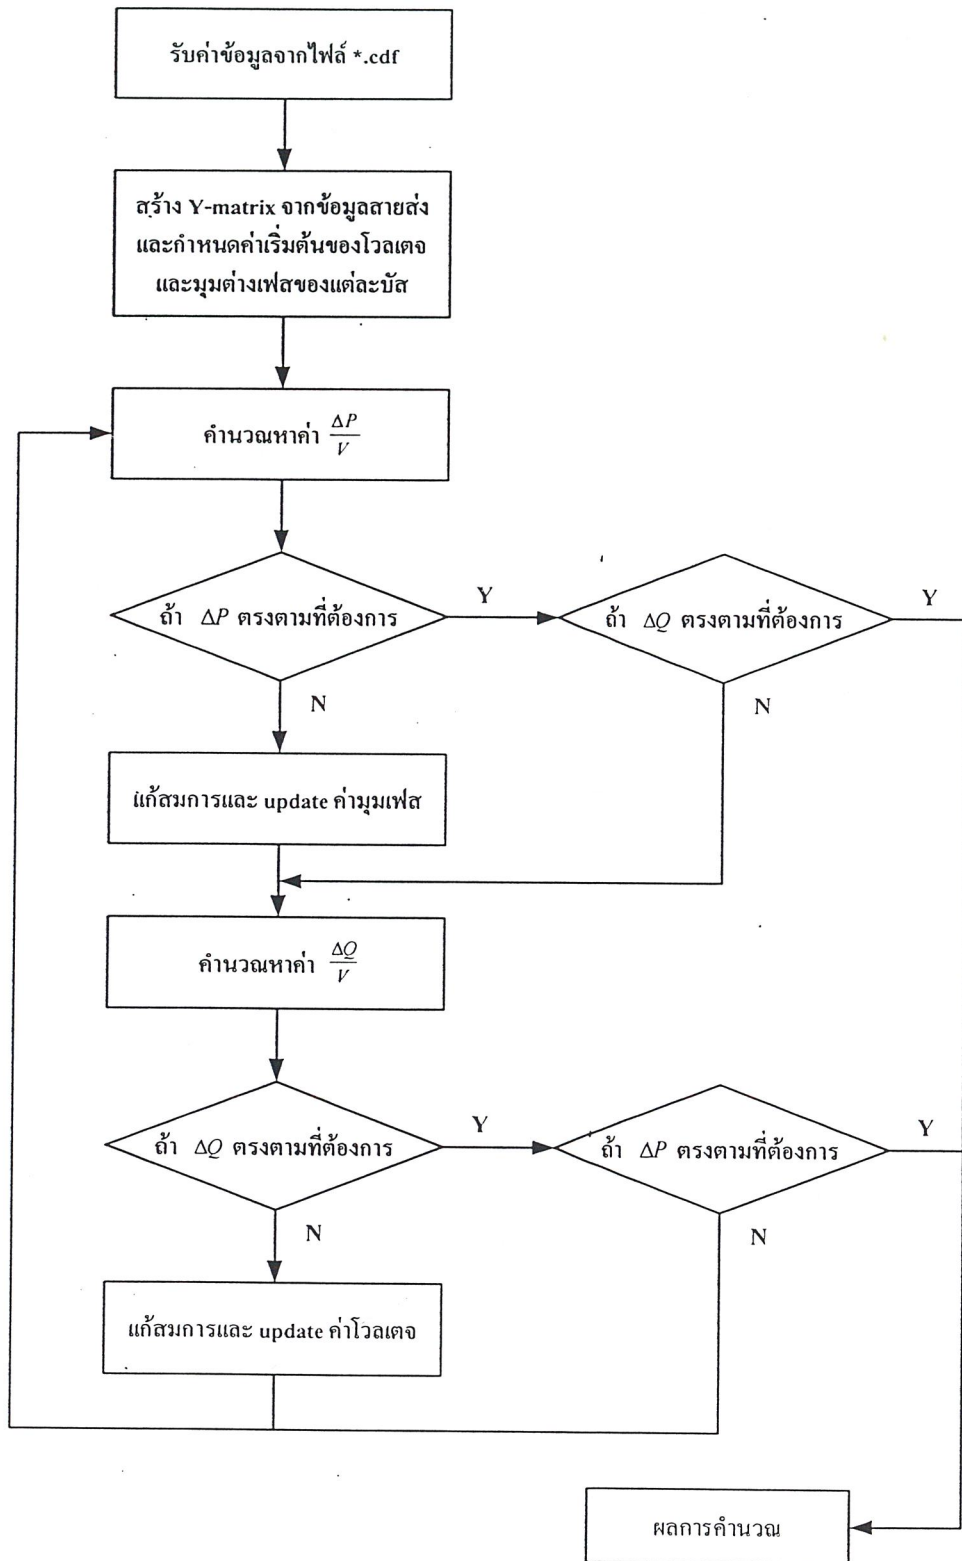 รับค่าข้อมูลจากไฟล์ *.cdf
สร้าง Y-matrix จากข้อมูลสายส่ง
และกำหนดค่าเริ่มต้นของโวลเตจ
และมุมต่างเฟสของแต่ละบัส
คำนวณหาค่า ΔP/V
ถ้า ΔP ตรงตามที่ต้องการ
Y
ถ้า ΔQ ตรงตามที่ต้องการ
Y
N
N
แก้สมการและ update ค่ามุมเฟส
คำนวณหาค่า ΔQ/V
ถ้า ΔQ ตรงตามที่ต้องการ
Y
ถ้า ΔP ตรงตามที่ต้องการ
Y
N
N
แก้สมการและ update ค่าโวลเตจ
ผลการคำนวณ